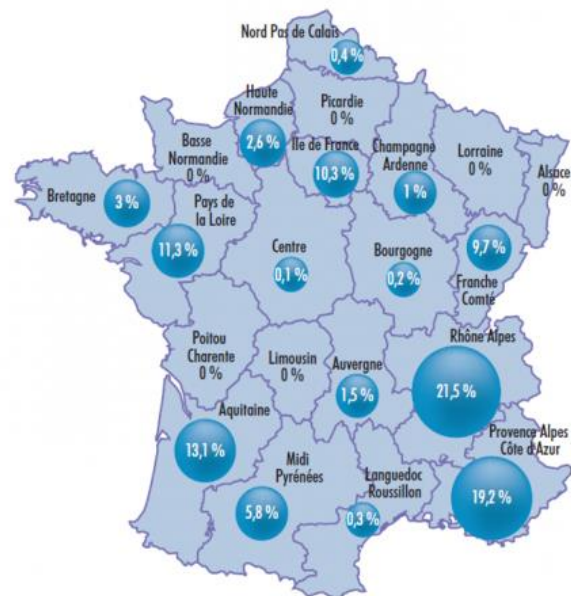 Nord Pas de Calais
0,4 %
Haute
Normandie
2,6 %
Picardie
0 %
Basse
Normandie
0 %
Ile de France
10,3 %
Champagne
Ardenne
1 %
Lorraine
0 %
Alsace
0 %
Bretagne
3 %
Pays de
la Loire
11,3 %
Centre
0,1 %
Bourgogne
0,2 %
9,7 %
Franche
Comté
Poitou
Charente
0 %
Limousin
0 %
Auvergne
1,5 %
Rhône Alpes
21,5 %
Aquitaine
13,1 %
Midi
Pyrénées
5,8 %
Languedoc
Roussillon
0,3 %
Provence Alpes
Côte d'Azur
19,2 %